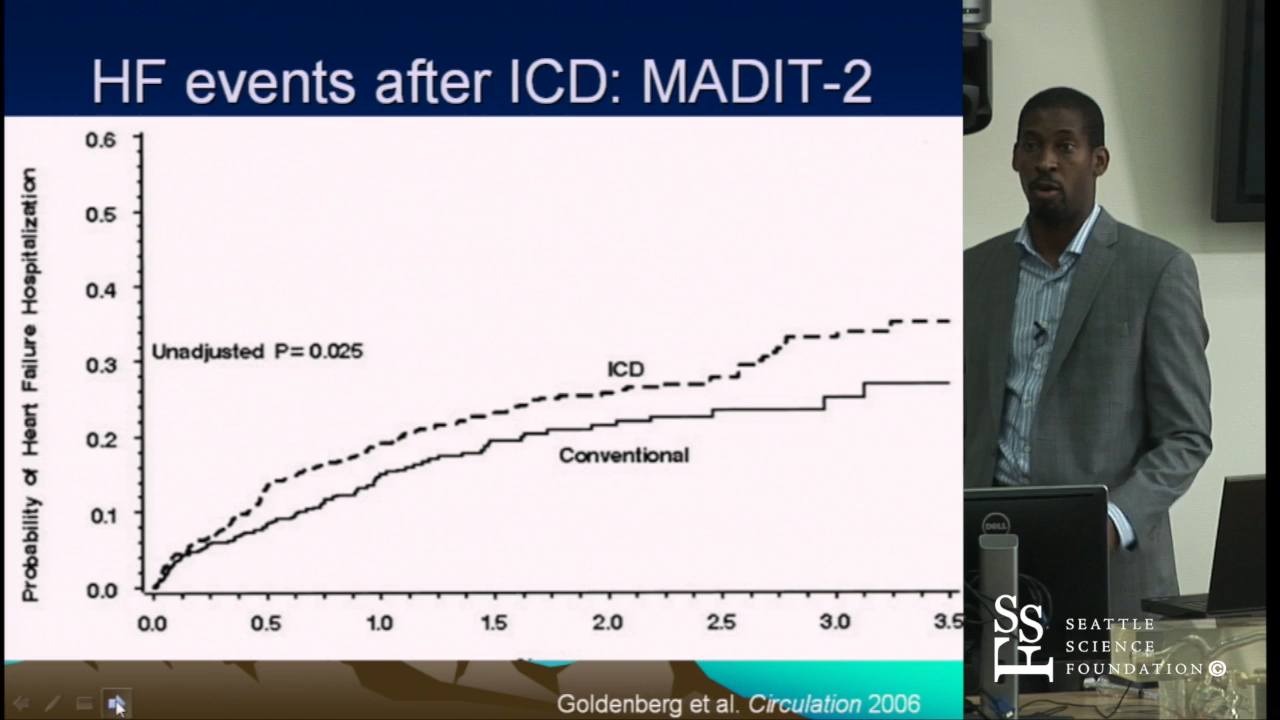 HF events after ICD: MADIT-2
Probability of Heart Failure Hospitalization
0.6
0.5
0.4
0.3
0.2
0.1
0.0
Unadjusted P= 0.025
ICD
Conventional
0.0 0.5 1.0 1.5 2.0 2.5 3.0 3.5
Goldenberg et al. Circulation 2006
DELL
SSF
SEATTLE
SCIENCE
FOUNDATION©